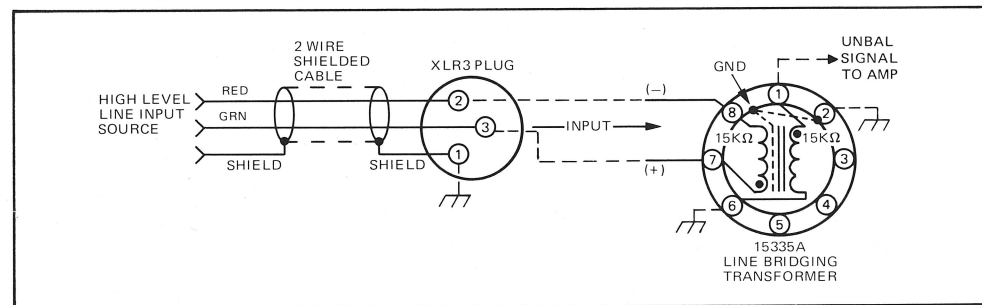 2 WIRE
SHIELDED
CABLE
XLR3 PLUG
UNBAL
SIGNAL
TO AMP
GND
HIGH LEVEL
LINE INPUT
SOURCE
RED
GRN
SHIELD
SHIELD
2
3
1
(−)
INPUT
(+)
1
8
2
15KΩ
15KΩ
7
3
6
4
5
15335A
LINE BRIDGING
TRANSFORMER